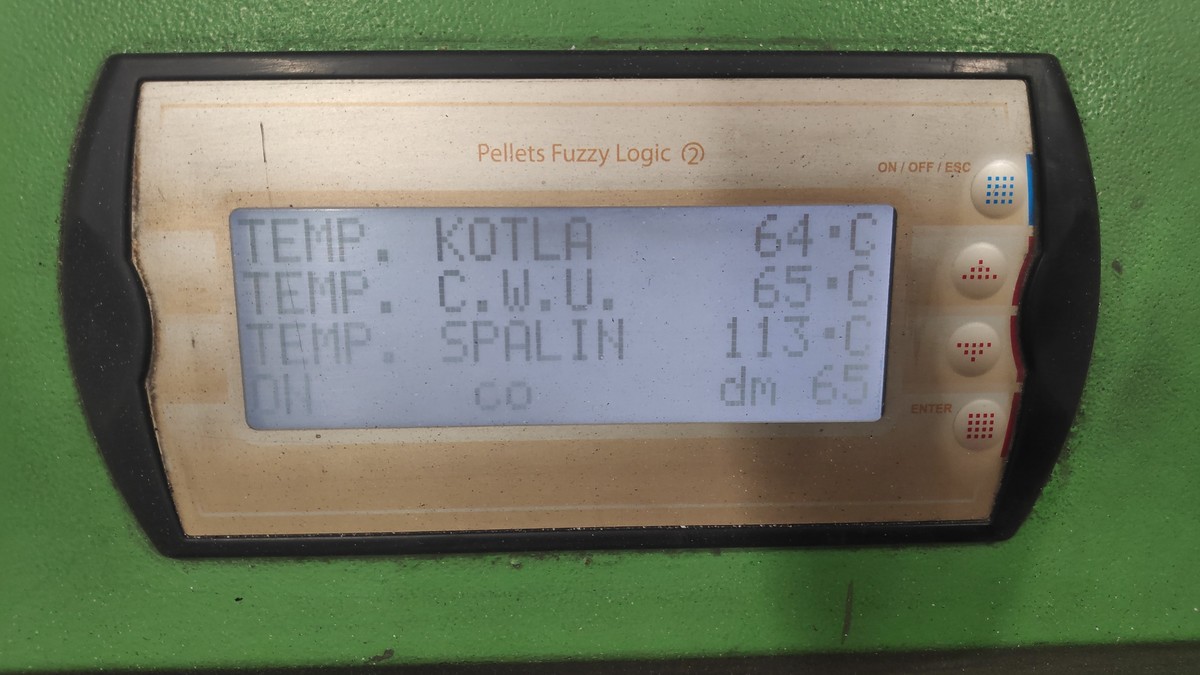 Pellets Fuzzy Logic 2
ON / OFF / ESC
TEMP. KOTLA 64°C
TEMP. C.W.U. 65°C
TEMP. SPALIN 113°C
ON co dm 65
ENTER